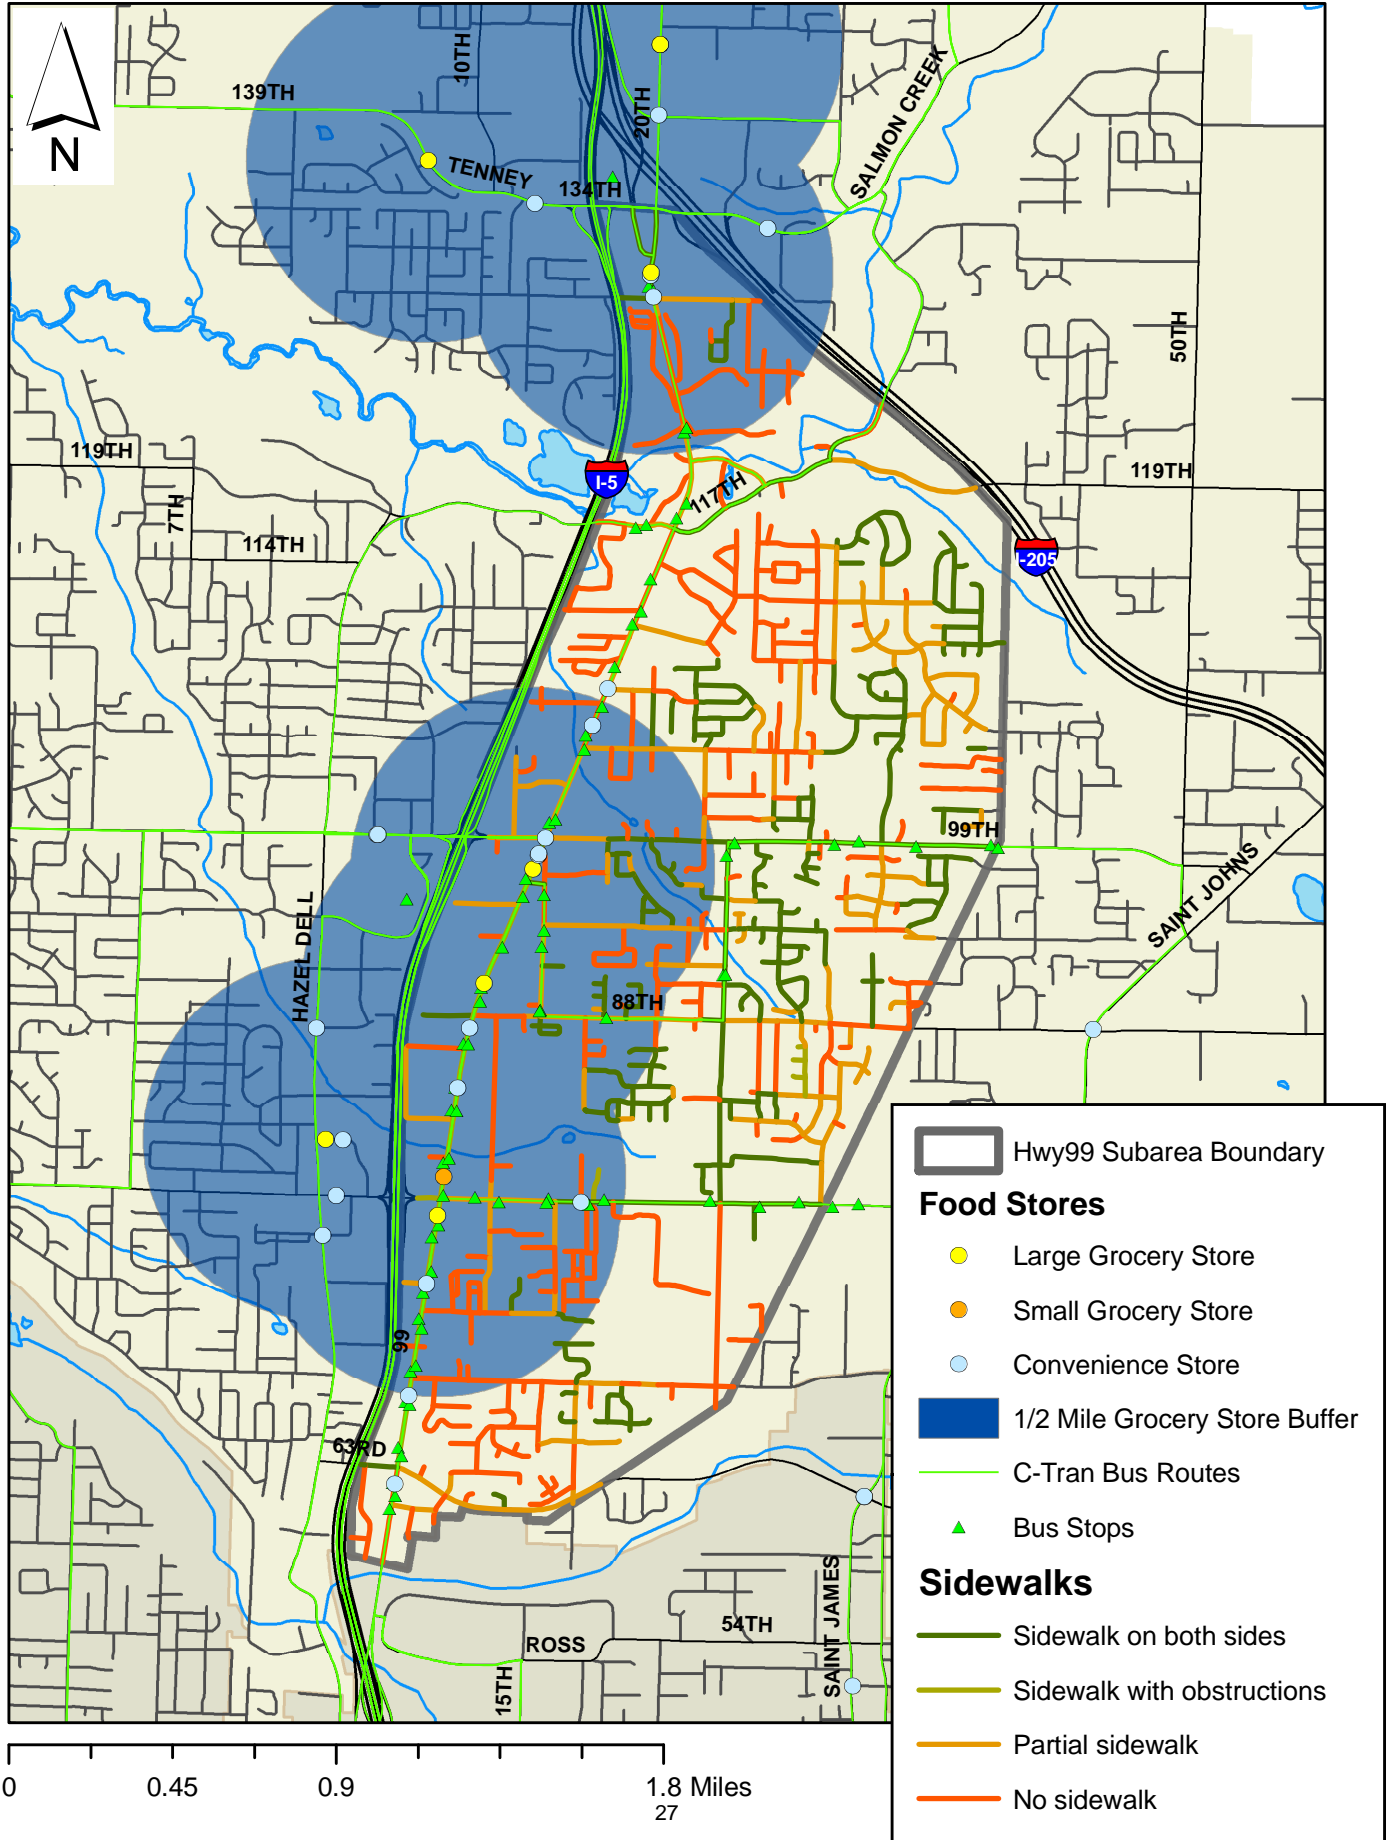 10TH
139TH
20TH
SALMON CREEK
N
TENNEY
134TH
50TH
119TH
I-5
119TH
7TH
117TH
114TH
I-205
99TH
SAINT JOHNS
HAZEL DELL
88TH
99
63RD
54TH
SAINT JAMES
ROSS
15TH
Hwy99 Subarea Boundary
Food Stores
Large Grocery Store
Small Grocery Store
Convenience Store
1/2 Mile Grocery Store Buffer
C-Tran Bus Routes
Bus Stops
Sidewalks
Sidewalk on both sides
Sidewalk with obstructions
Partial sidewalk
No sidewalk
0 0.45 0.9 1.8 Miles
27